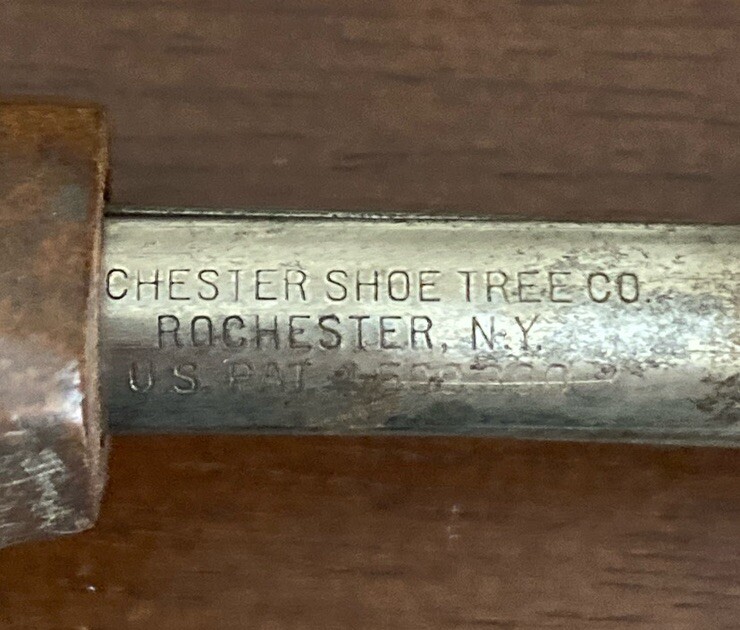 CHESTER SHOE TREE CO.
ROCHESTER, N.Y.
U.S. PAT.